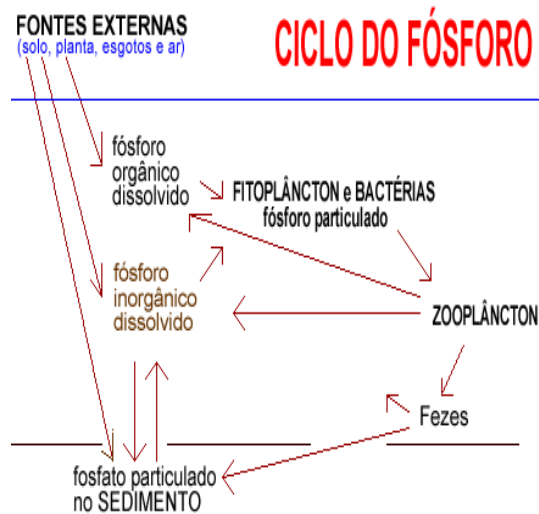 FONTES EXTERNAS
(solo, planta, esgotos e ar)
CICLO DO FÓSFORO
fósforo
orgânico
dissolvido
FITOPLÂNCTON e BACTÉRIAS
fósforo particulado
fósforo
inorgânico
dissolvido
ZOOPLÂNCTON
Fezes
fosfato particulado
no SEDIMENTO